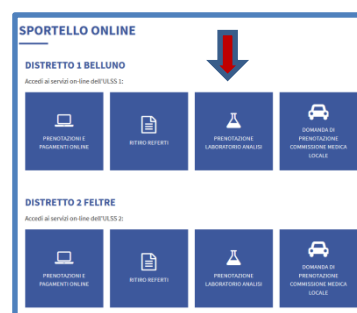 SPORTELLO ONLINE
DISTRETTO 1 BELLUNO
Accedi ai servizi on-line dell'ULSS 1:
PRENOTAZIONI E
PAGAMENTI ONLINE
RITIRO REFERTI
PRENOTAZIONE
LABORATORIO ANALISI
DOMANDA DI
PRENOTAZIONE
COMMISSIONE MEDICA
LOCALE
DISTRETTO 2 FELTRE
Accedi ai servizi on-line dell'ULSS 2:
PRENOTAZIONI E
PAGAMENTI ONLINE
RITIRO REFERTI
PRENOTAZIONE
LABORATORIO ANALISI
DOMANDA DI
PRENOTAZIONE
COMMISSIONE MEDICA
LOCALE